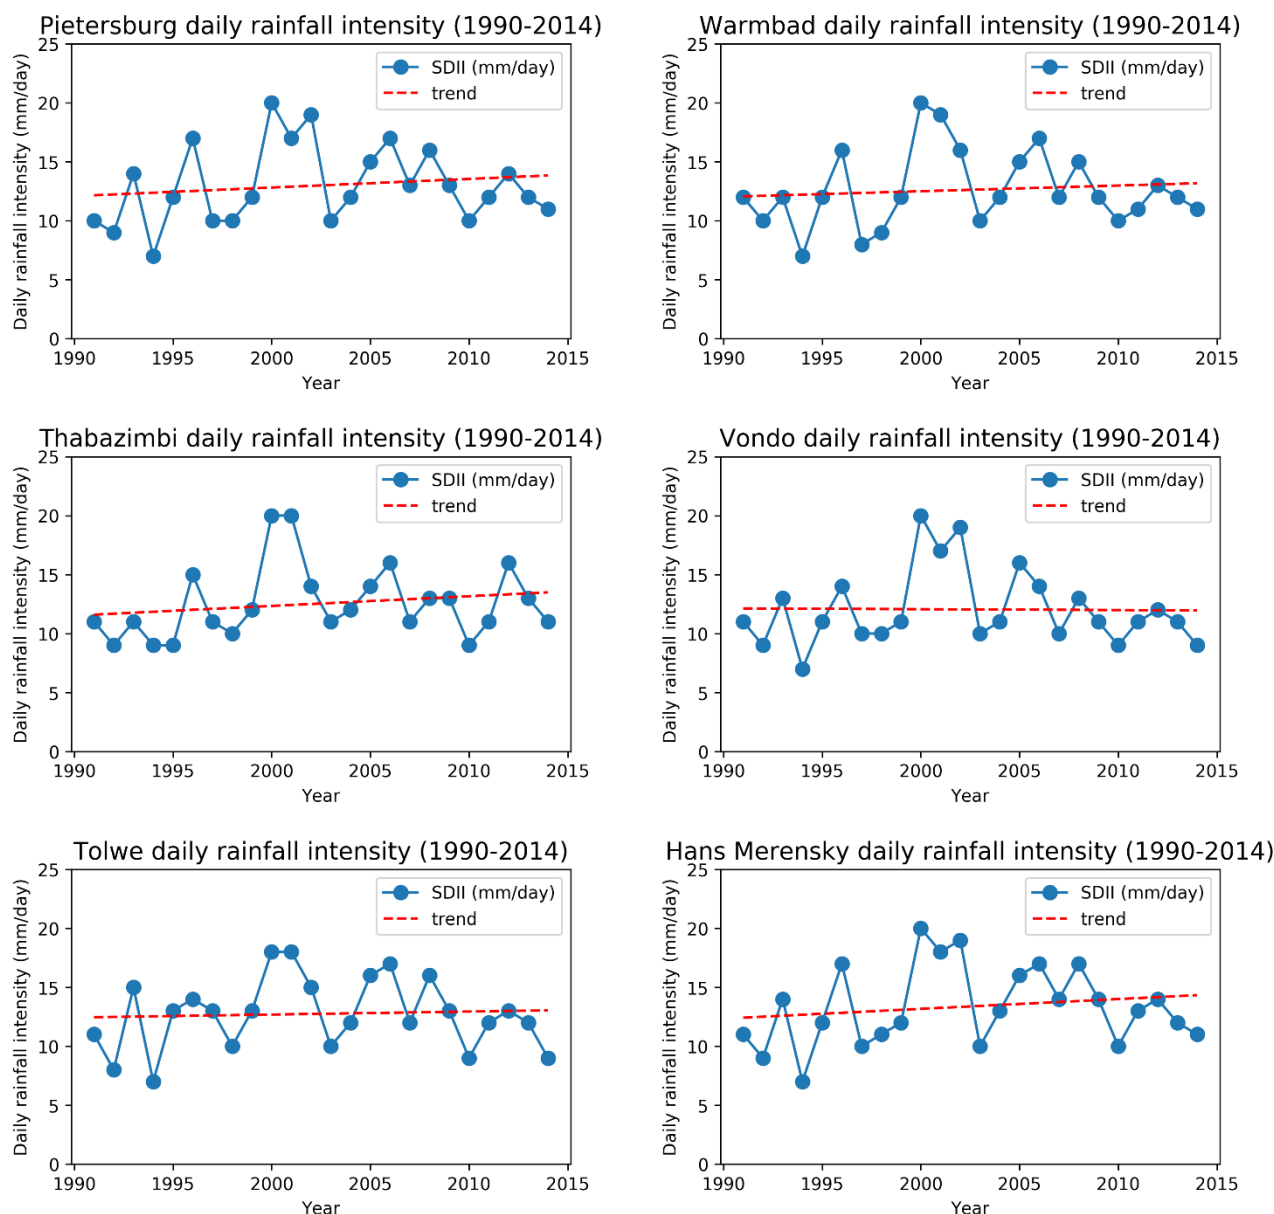 Pietersburg daily rainfall intensity (1990-2014)
Daily rainfall intensity (mm/day)
25
20
15
10
5
0
SDII (mm/day)
trend
1990 1995 2000 2005 2010 2015
Year
Warmbad daily rainfall intensity (1990-2014)
Daily rainfall intensity (mm/day)
25
20
15
10
5
0
SDII (mm/day)
trend
1990 1995 2000 2005 2010 2015
Year
Thabazimbi daily rainfall intensity (1990-2014)
Daily rainfall intensity (mm/day)
25
20
15
10
5
0
SDII (mm/day)
trend
1990 1995 2000 2005 2010 2015
Year
Vondo daily rainfall intensity (1990-2014)
Daily rainfall intensity (mm/day)
25
20
15
10
5
0
SDII (mm/day)
trend
1990 1995 2000 2005 2010 2015
Year
Tolwe daily rainfall intensity (1990-2014)
Daily rainfall intensity (mm/day)
25
20
15
10
5
0
SDII (mm/day)
trend
1990 1995 2000 2005 2010 2015
Year
Hans Merensky daily rainfall intensity (1990-2014)
Daily rainfall intensity (mm/day)
25
20
15
10
5
0
SDII (mm/day)
trend
1990 1995 2000 2005 2010 2015
Year